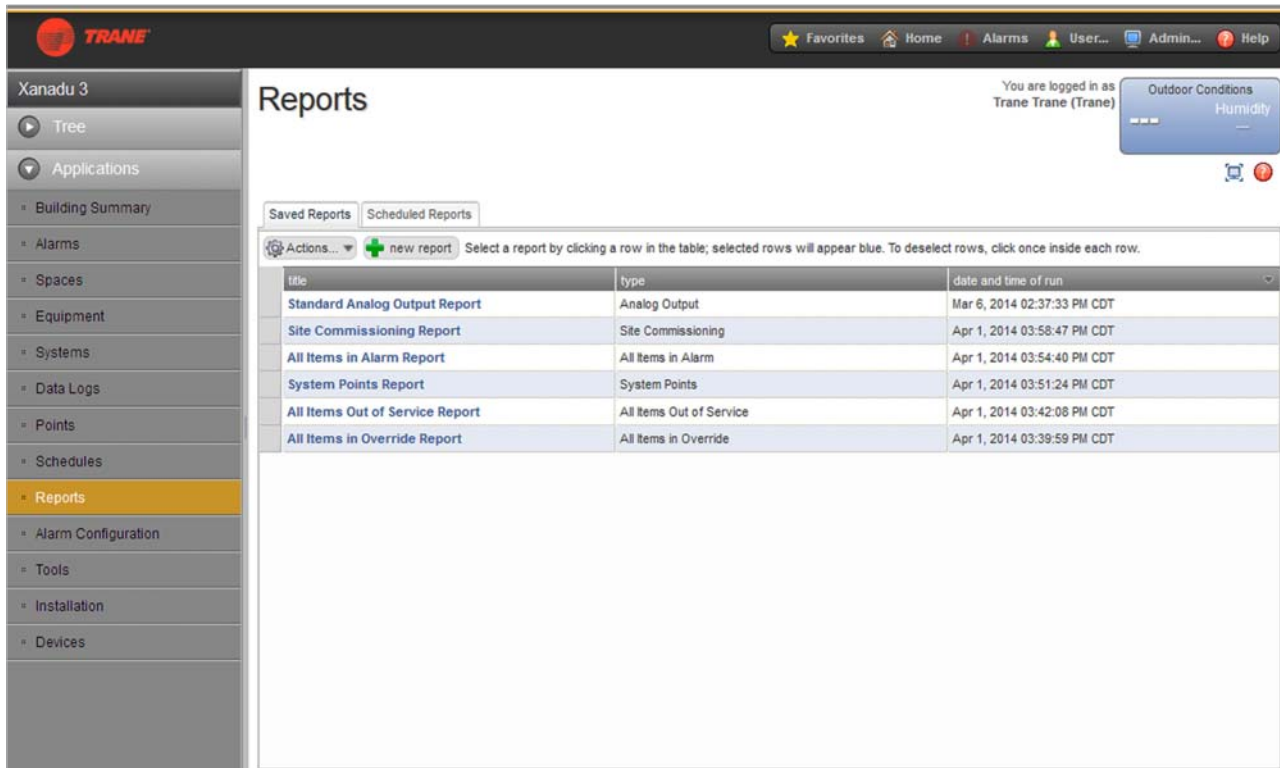 TRANE
Favorites Home Alarms User... Admin... Help
Xanadu 3
Tree
Applications
Building Summary
Alarms
Spaces
Equipment
Systems
Data Logs
Points
Schedules
Reports
Alarm Configuration
Tools
Installation
Devices
Reports
You are logged in as
Trane Trane (Trane)
Outdoor Conditions
Humidity
--- 
—
Saved Reports Scheduled Reports
Actions... new report Select a report by clicking a row in the table; selected rows will appear blue. To deselect rows, click once inside each row.
title type date and time of run
Standard Analog Output Report Analog Output Mar 6, 2014 02:37:33 PM CDT
Site Commissioning Report Site Commissioning Apr 1, 2014 03:58:47 PM CDT
All Items in Alarm Report All Items in Alarm Apr 1, 2014 03:54:40 PM CDT
System Points Report System Points Apr 1, 2014 03:51:24 PM CDT
All Items Out of Service Report All Items Out of Service Apr 1, 2014 03:42:08 PM CDT
All Items in Override Report All Items in Override Apr 1, 2014 03:39:59 PM CDT